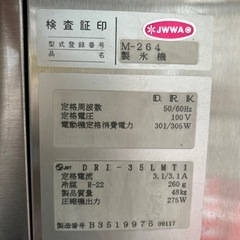 検査証印
JWWA
型式登録番号 M-264
品名 製氷機
DRK
定格周波数 50/60Hz
定格電圧 100V
電動機定格消費電力 301/305W
JET DRI-35LMT1
定格電流 3.1/3.1A
冷媒 R-22 260g
製品質量 48kg
圧縮機出力 275W
製造番号 B3519975 09117